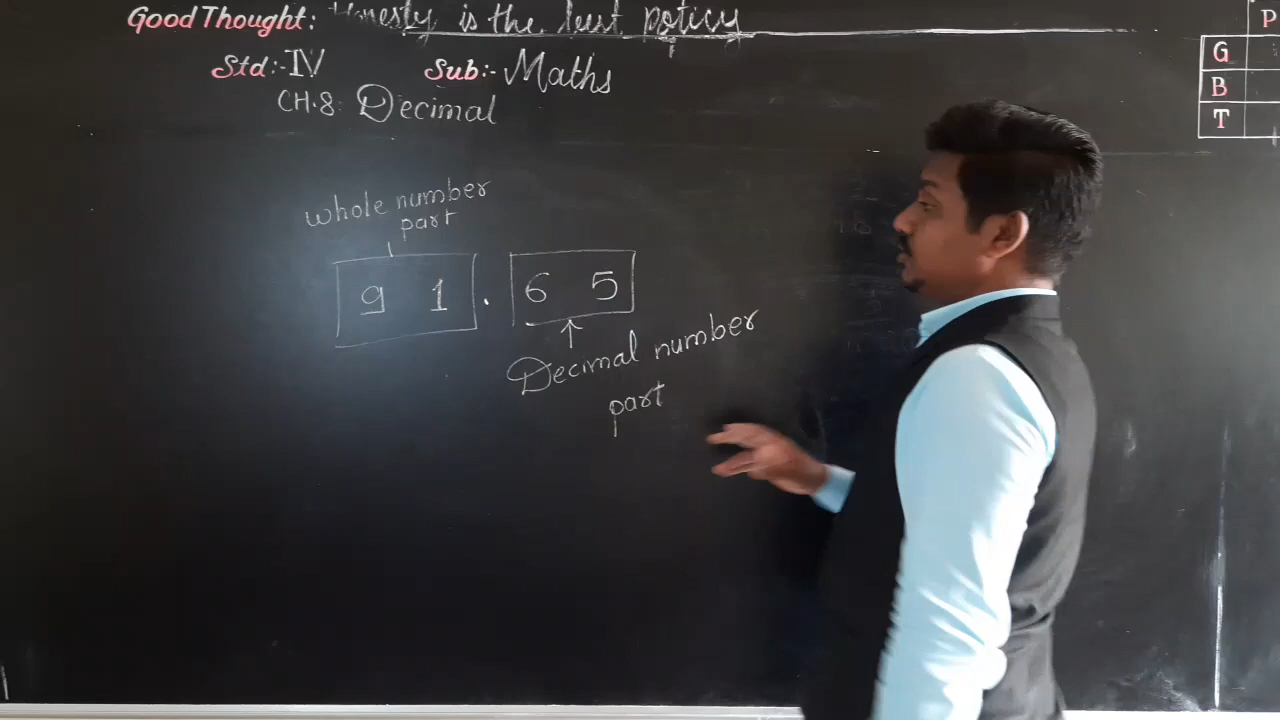 Good Thought: Honesty is the best policy
Std:- IV Sub:- Maths
CH.8: Decimal
whole number
part
9 1 . 6 5
Decimal number
part
P
G
B
T